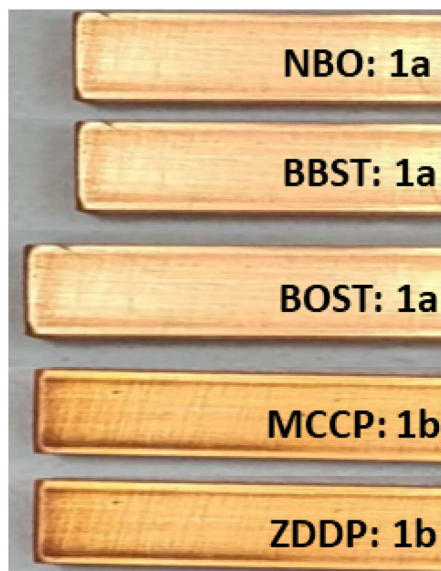 NBO: 1a
BBST: 1a
BOST: 1a
MCCP: 1b
ZDDP: 1b